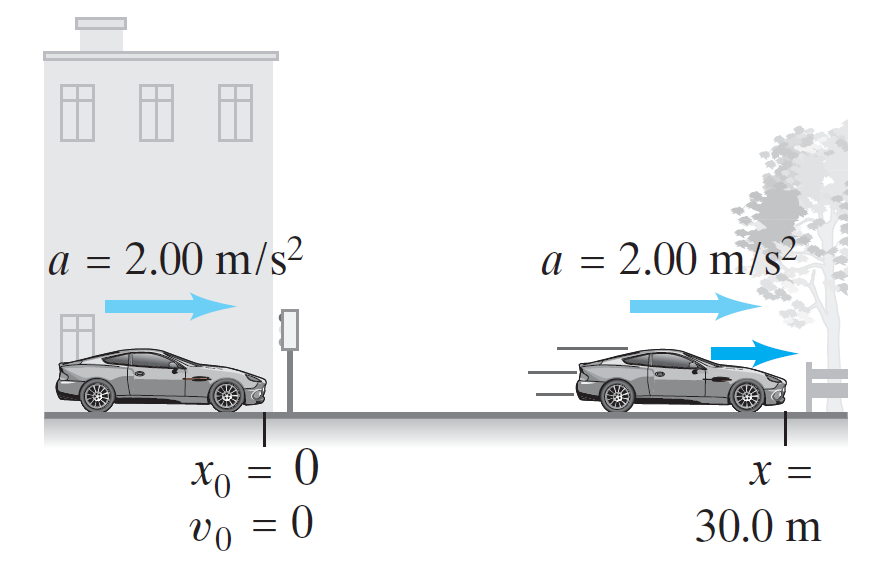 a = 2.00 m/s²
a = 2.00 m/s²
x₀ = 0
v₀ = 0
x =
30.0 m